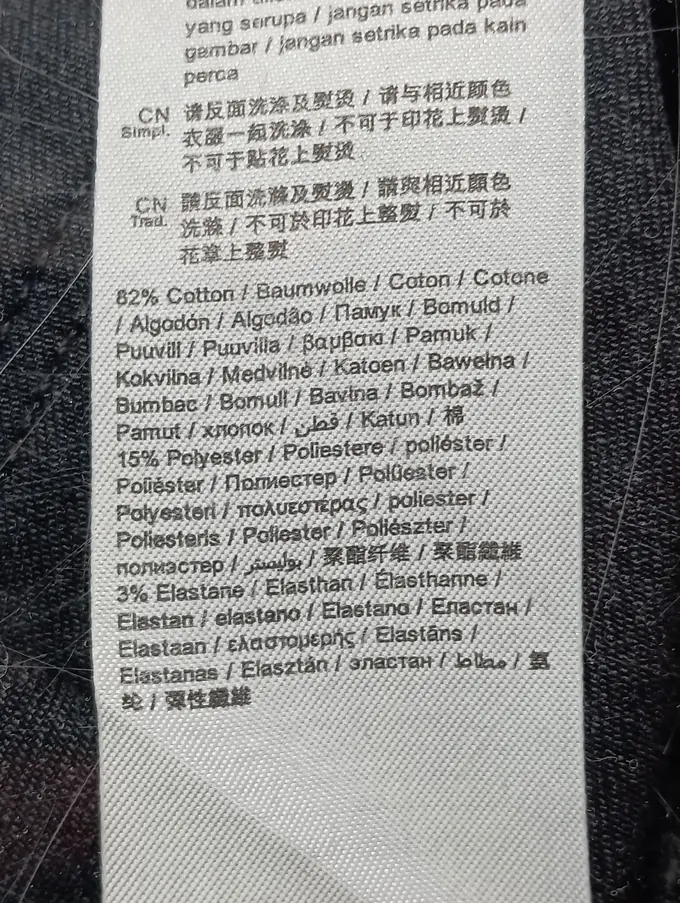 dalam
yang serupa / jangan setrika pada
gambar / jangan setrika pada kain
perca
CN Simpl. 请反面洗涤及熨烫 / 请与相近颜色
衣服一起洗涤 / 不可于印花上熨烫 /
不可于贴花上熨烫
CN Trad. 請反面洗滌及熨燙 / 請與相近顏色
洗滌 / 不可於印花上整熨 / 不可於
花章上整熨
82% Cotton / Baumwolle / Coton / Cotone
/ Algodón / Algodão / Памук / Bomuld /
Puuvill / Puuvilla / βαμβακι / Pamuk /
Kokvilna / Medvilnė / Katoen / Bawełna /
Bumbac / Bomull / Bavlna / Bombaž /
Pamut / хлопок / قطن / Katun / 棉
15% Polyester / Poliestere / poliéster /
Poliéster / Полиестер / Polüester /
Polyesteri / πολυεστέρας / poliester /
Poliesteris / Poliester / Poliészter /
полиэстер / بوليستر / 聚酯纤维 / 聚酯纖維
3% Elastane / Elasthan / Élasthanne /
Elastan / elastano / Elastano / Еластан /
Elastaan / ελαστομερής / Elastāns /
Elastanas / Elasztán / эластан / مطاط / 氨
纶 / 彈性纖維